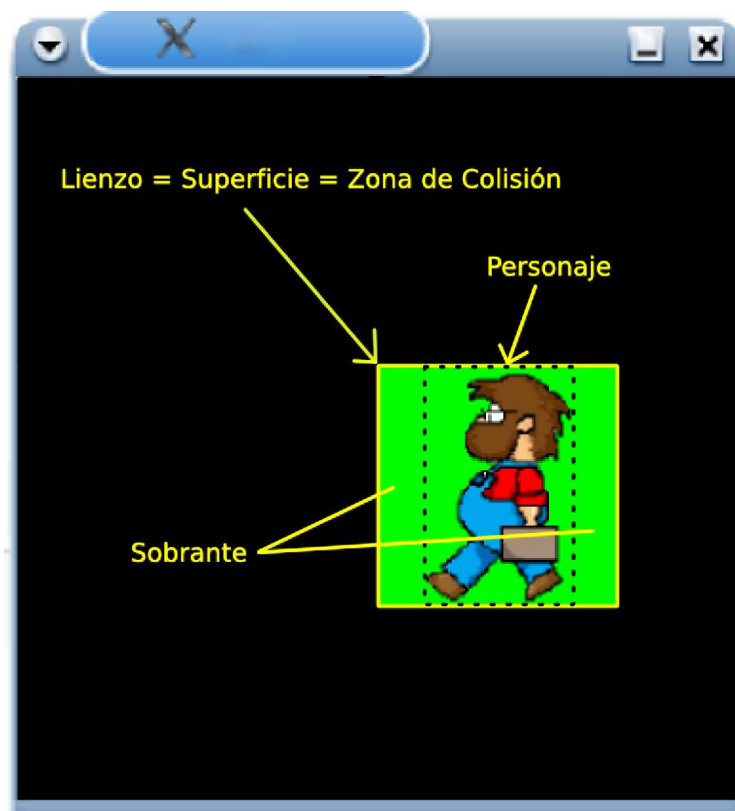 Lienzo = Superficie = Zona de Colisión
Personaje
Sobrante